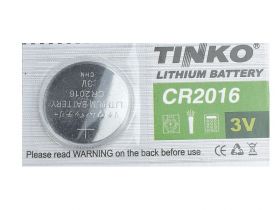 TINKO®
LITHIUM BATTERY
CR2016
3V
Please read WARNING on the back before use
CHN
3V
LITHIUM BATTERY
CR2016